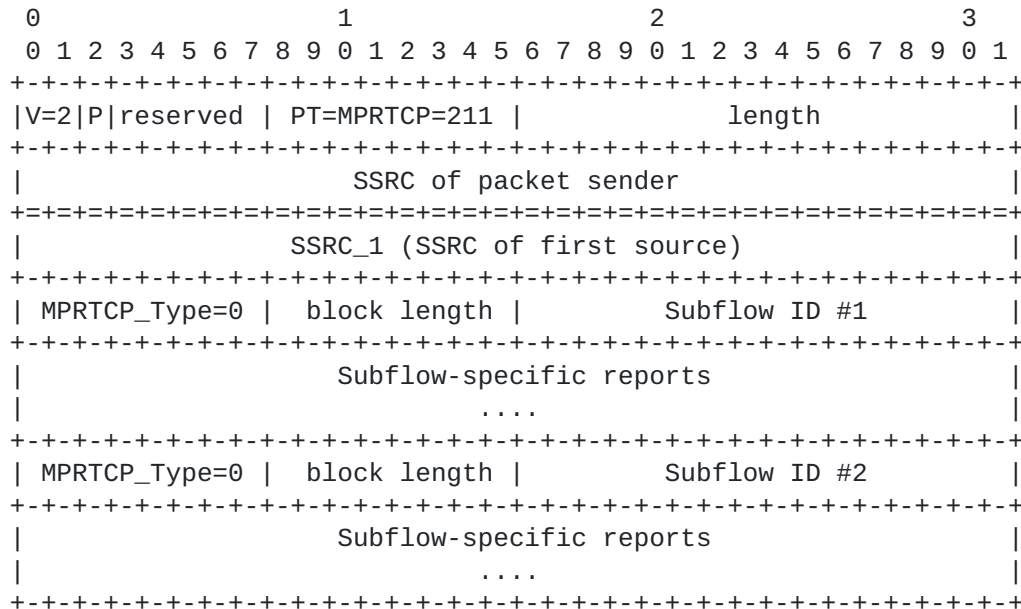 0                   1                   2                   3
 0 1 2 3 4 5 6 7 8 9 0 1 2 3 4 5 6 7 8 9 0 1 2 3 4 5 6 7 8 9 0 1
+-+-+-+-+-+-+-+-+-+-+-+-+-+-+-+-+-+-+-+-+-+-+-+-+-+-+-+-+-+-+-+-+
|V=2|P|reserved | PT=MPRTCP=211 |             length            |
+-+-+-+-+-+-+-+-+-+-+-+-+-+-+-+-+-+-+-+-+-+-+-+-+-+-+-+-+-+-+-+-+
|                     SSRC of packet sender                     |
+=+=+=+=+=+=+=+=+=+=+=+=+=+=+=+=+=+=+=+=+=+=+=+=+=+=+=+=+=+=+=+=+
|                 SSRC_1 (SSRC of first source)                 |
+-+-+-+-+-+-+-+-+-+-+-+-+-+-+-+-+-+-+-+-+-+-+-+-+-+-+-+-+-+-+-+-+
| MPRTCP_Type=0 |  block length |         Subflow ID #1         |
+-+-+-+-+-+-+-+-+-+-+-+-+-+-+-+-+-+-+-+-+-+-+-+-+-+-+-+-+-+-+-+-+
|                    Subflow-specific reports                   |
|                             ....                              |
+-+-+-+-+-+-+-+-+-+-+-+-+-+-+-+-+-+-+-+-+-+-+-+-+-+-+-+-+-+-+-+-+
| MPRTCP_Type=0 |  block length |         Subflow ID #2         |
+-+-+-+-+-+-+-+-+-+-+-+-+-+-+-+-+-+-+-+-+-+-+-+-+-+-+-+-+-+-+-+-+
|                    Subflow-specific reports                   |
|                             ....                              |
+-+-+-+-+-+-+-+-+-+-+-+-+-+-+-+-+-+-+-+-+-+-+-+-+-+-+-+-+-+-+-+-+